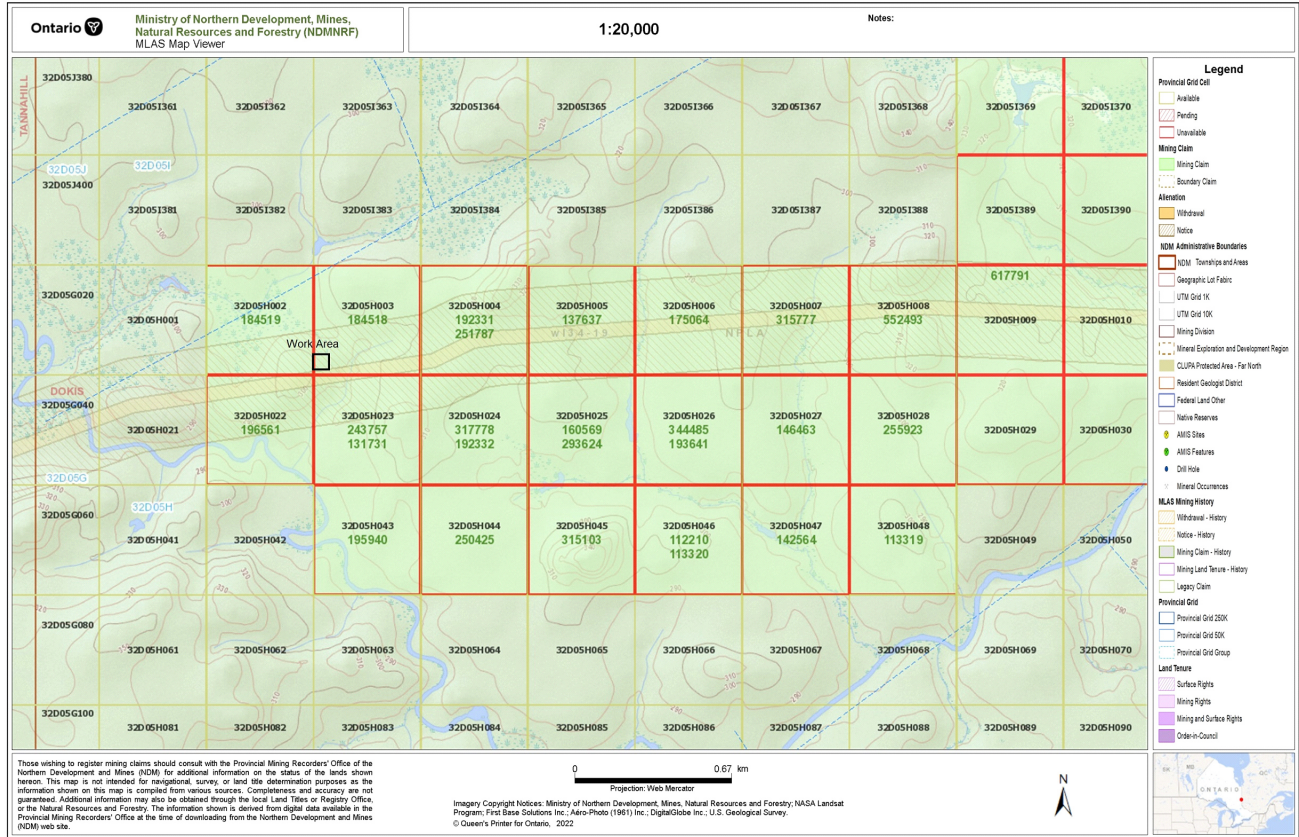 Ontario
Ministry of Northern Development, Mines,
Natural Resources and Forestry (NDMNRF)
MLAS Map Viewer
1:20,000
Notes:
TANNAHILL
32D05J380
32D05I361
32D05I362
32D05I363
32D05I364
32D05I365
32D05I366
32D05I367
32D05I368
32D05I369
32D05I370
32D05J
32D05I
32D05J400
32D05I381
32D05I382
32D05I383
32D05I384
32D05I385
32D05I386
32D05I387
32D05I388
32D05I389
32D05I390
617791
32D05G020
32D05H001
32D05H002
184519
32D05H003
184518
32D05H004
192331
251787
32D05H005
137637
32D05H006
175064
32D05H007
315777
32D05H008
552493
32D05H009
32D05H010
W134-19
NFLA
Work Area
DOKIS
32D05G040
32D05H021
32D05H022
196561
32D05H023
243757
131731
32D05H024
317778
192332
32D05H025
160569
293624
32D05H026
344485
193641
32D05H027
146463
32D05H028
255923
32D05H029
32D05H030
32D05G
32D05H
32D05G060
32D05H041
32D05H042
32D05H043
195940
32D05H044
250425
32D05H045
315103
32D05H046
112210
113320
32D05H047
142564
32D05H048
113319
32D05H049
32D05H050
32D05G080
32D05H061
32D05H062
32D05H063
32D05H064
32D05H065
32D05H066
32D05H067
32D05H068
32D05H069
32D05H070
32D05G100
32D05H081
32D05H082
32D05H083
32D05H084
32D05H085
32D05H086
32D05H087
32D05H088
32D05H089
32D05H090
Legend
Provincial Grid Cell
Available
Pending
Unavailable
Mining Claim
Mining Claim
Boundary Claim
Alienation
Withdrawal
Notice
NDM Administrative Boundaries
NDM Townships and Areas
Geographic Lot Fabirc
UTM Grid 1K
UTM Grid 10K
Mining Division
Mineral Exploration and Development Region
CLUPA Protected Area - Far North
Resident Geologist District
Federal Land Other
Native Reserves
AMIS Sites
AMIS Features
Drill Hole
Mineral Occurrences
MLAS Mining History
Withdrawal - History
Notice - History
Mining Claim - History
Mining Land Tenure - History
Legacy Claim
Provincial Grid
Provincial Grid 250K
Provincial Grid 50K
Provincial Grid Group
Land Tenure
Surface Rights
Mining Rights
Mining and Surface Rights
Order-in-Council
Those wishing to register mining claims should consult with the Provincial Mining Recorders' Office of the
Northern Development and Mines (NDM) for additional information on the status of the lands shown
hereon. This map is not intended for navigational, survey, or land title determination purposes as the
information shown on this map is compiled from various sources. Completeness and accuracy are not
guaranteed. Additional information may also be obtained through the local Land Titles or Registry Office,
or the Natural Resources and Forestry. The information shown is derived from digital data available in the
Provincial Mining Recorders' Office at the time of downloading from the Northern Development and Mines
(NDM) web site.
0 0.67 km
Projection: Web Mercator
Imagery Copyright Notices: Ministry of Northern Development, Mines, Natural Resources and Forestry; NASA Landsat
Program; First Base Solutions Inc.; Aéro-Photo (1961) Inc.; DigitalGlobe Inc.; U.S. Geological Survey.
© Queen's Printer for Ontario, 2022
N
ONTARIO